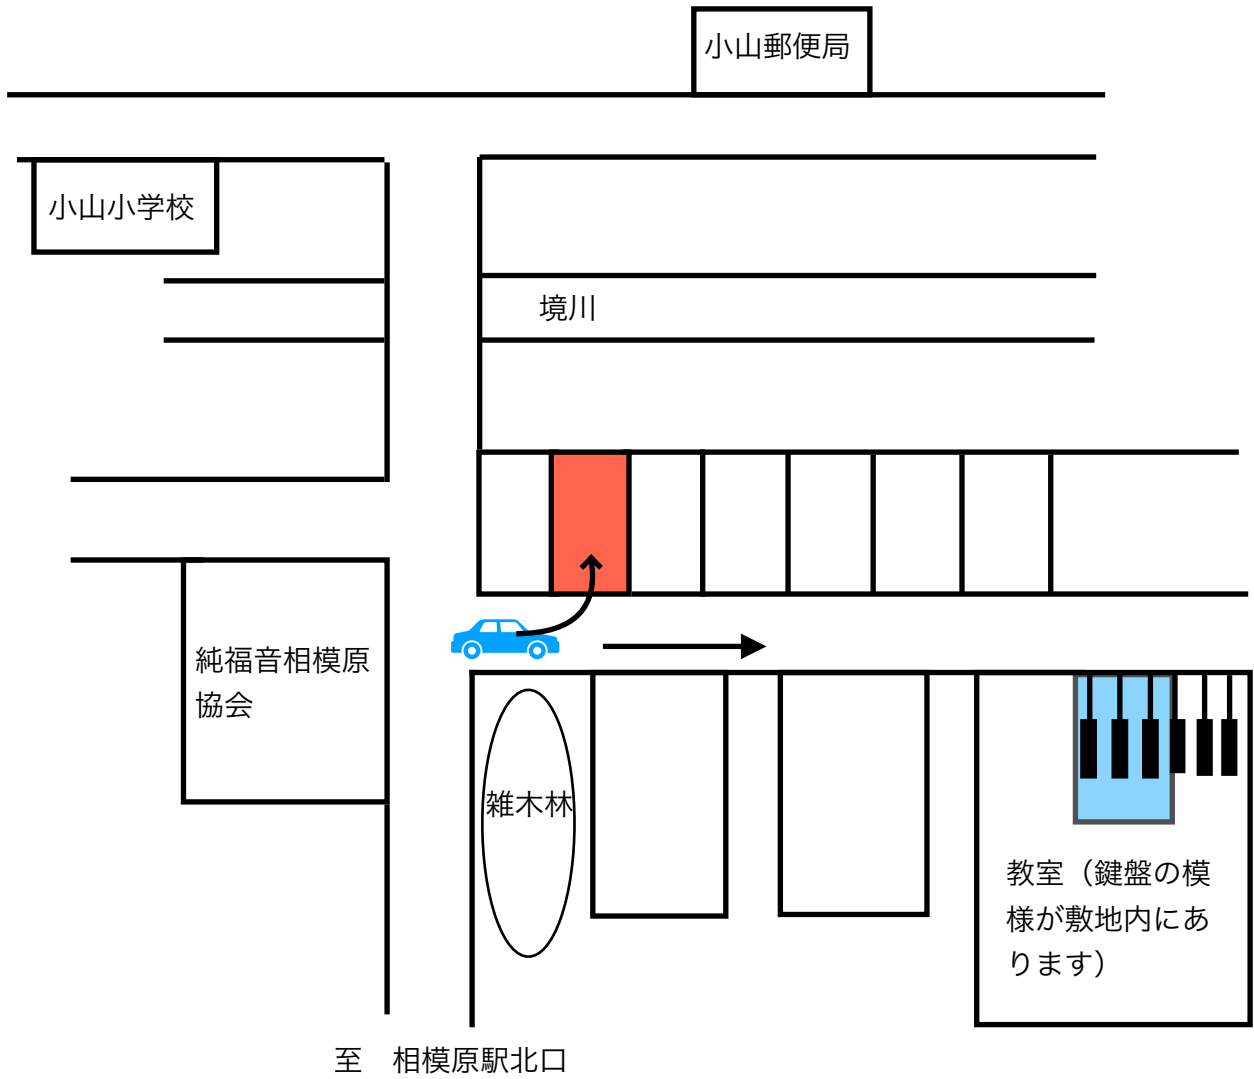 小山郵便局
小山小学校
境川
純福音相模原
協会
雑木林
教室（鍵盤の模
様が敷地内にあ
ります）
至　相模原駅北口